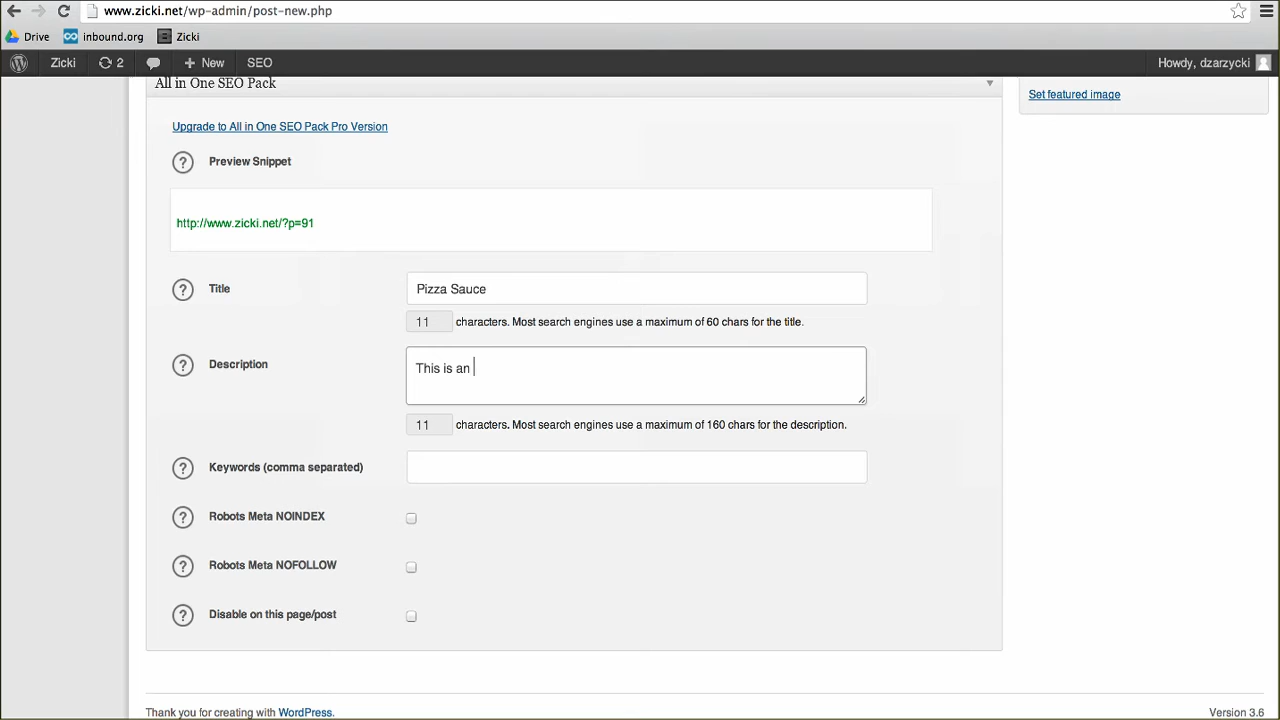 www.zicki.net/wp-admin/post-new.php
Drive inbound.org Zicki
Zicki 2 New SEO Howdy, dzarzycki
All in One SEO Pack
Set featured image
Upgrade to All in One SEO Pack Pro Version
? Preview Snippet
http://www.zicki.net/?p=91
? Title Pizza Sauce
11 characters. Most search engines use a maximum of 60 chars for the title.
? Description This is an
11 characters. Most search engines use a maximum of 160 chars for the description.
? Keywords (comma separated)
? Robots Meta NOINDEX
? Robots Meta NOFOLLOW
? Disable on this page/post
Thank you for creating with WordPress. Version 3.6